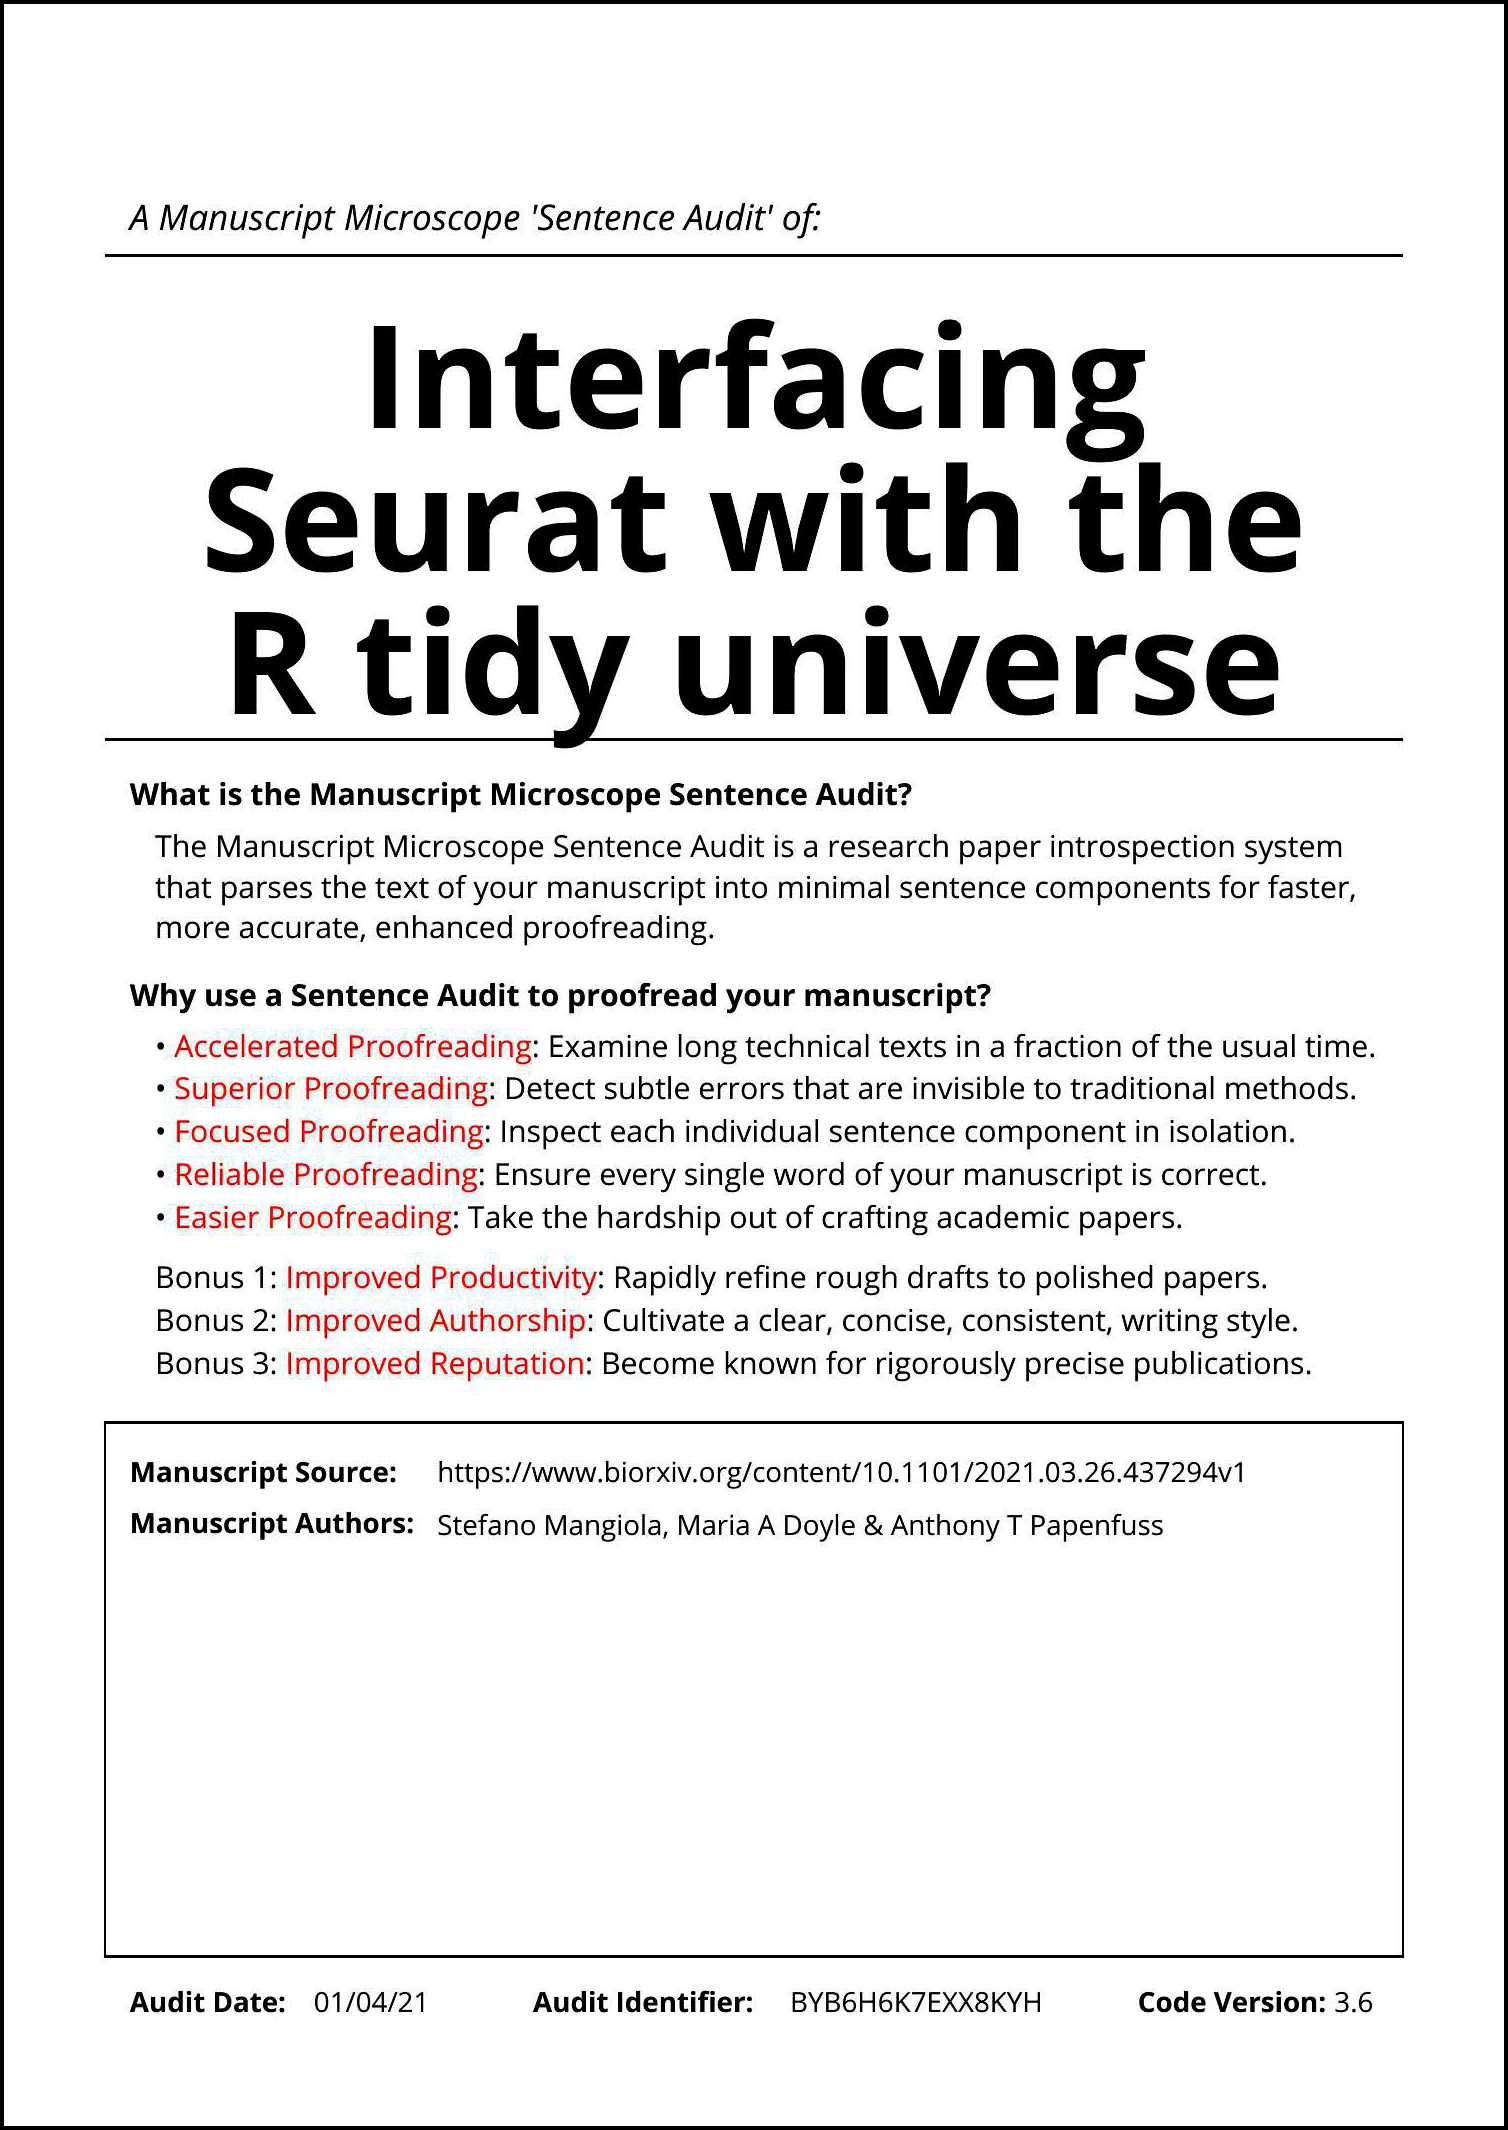 A Manuscript Microscope 'Sentence Audit' of:
Interfacing
Seurat with the
R tidy universe
What is the Manuscript Microscope Sentence Audit?
The Manuscript Microscope Sentence Audit is a research paper introspection system
that parses the text of your manuscript into minimal sentence components for faster,
more accurate, enhanced proofreading.
Why use a Sentence Audit to proofread your manuscript?
• Accelerated Proofreading: Examine long technical texts in a fraction of the usual time.
• Superior Proofreading: Detect subtle errors that are invisible to traditional methods.
• Focused Proofreading: Inspect each individual sentence component in isolation.
• Reliable Proofreading: Ensure every single word of your manuscript is correct.
• Easier Proofreading: Take the hardship out of crafting academic papers.
Bonus 1: Improved Productivity: Rapidly refine rough drafts to polished papers.
Bonus 2: Improved Authorship: Cultivate a clear, concise, consistent, writing style.
Bonus 3: Improved Reputation: Become known for rigorously precise publications.
Manuscript Source: https://www.biorxiv.org/content/10.1101/2021.03.26.437294v1
Manuscript Authors: Stefano Mangiola, Maria A Doyle & Anthony T Papenfuss
Audit Date: 01/04/21 Audit Identifier: BYB6H6K7EXX8KYH Code Version: 3.6